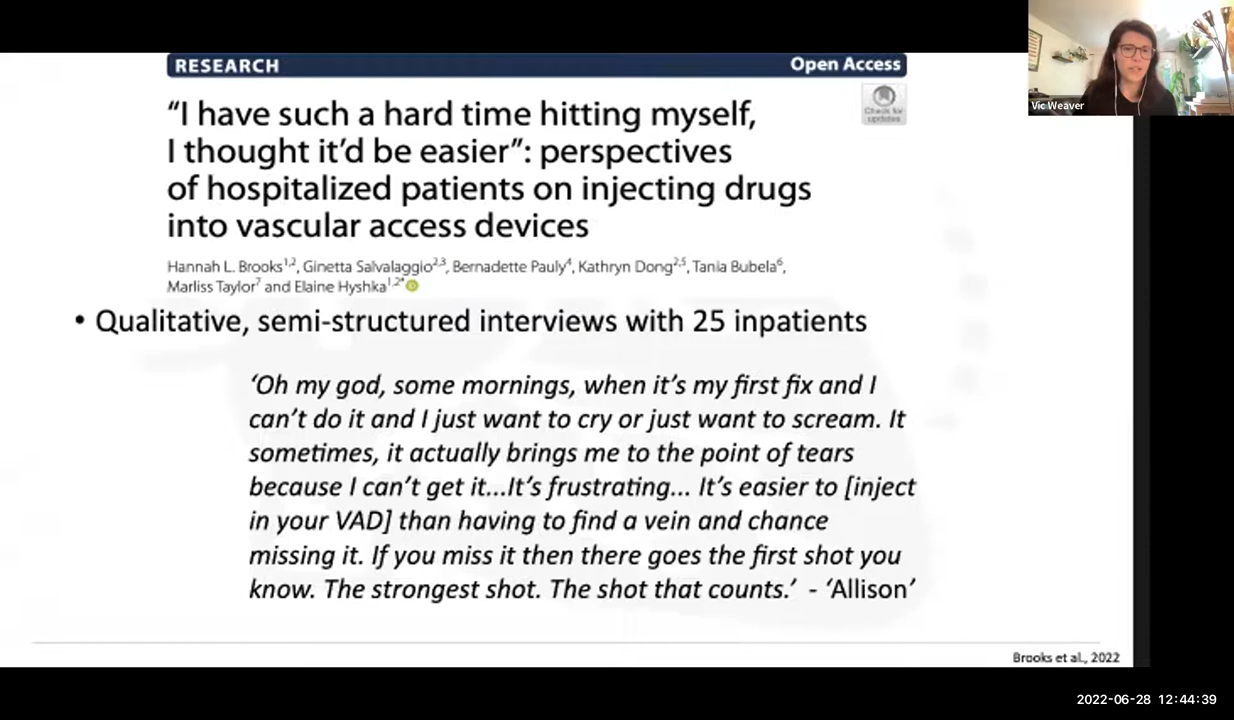 RESEARCH Open Access
Check for
updates
Vic Weaver
“I have such a hard time hitting myself,
I thought it’d be easier”: perspectives
of hospitalized patients on injecting drugs
into vascular access devices
Hannah L. Brooks1,2, Ginetta Salvalaggio2,3, Bernadette Pauly4, Kathryn Dong2,5, Tania Bubela6,
Marliss Taylor7 and Elaine Hyshka1,2*
• Qualitative, semi-structured interviews with 25 inpatients
‘Oh my god, some mornings, when it’s my first fix and I
can’t do it and I just want to cry or just want to scream. It
sometimes, it actually brings me to the point of tears
because I can’t get it...It’s frustrating... It’s easier to [inject
in your VAD] than having to find a vein and chance
missing it. If you miss it then there goes the first shot you
know. The strongest shot. The shot that counts.’ - ‘Allison’
Brooks et al., 2022
2022-06-28 12:44:39